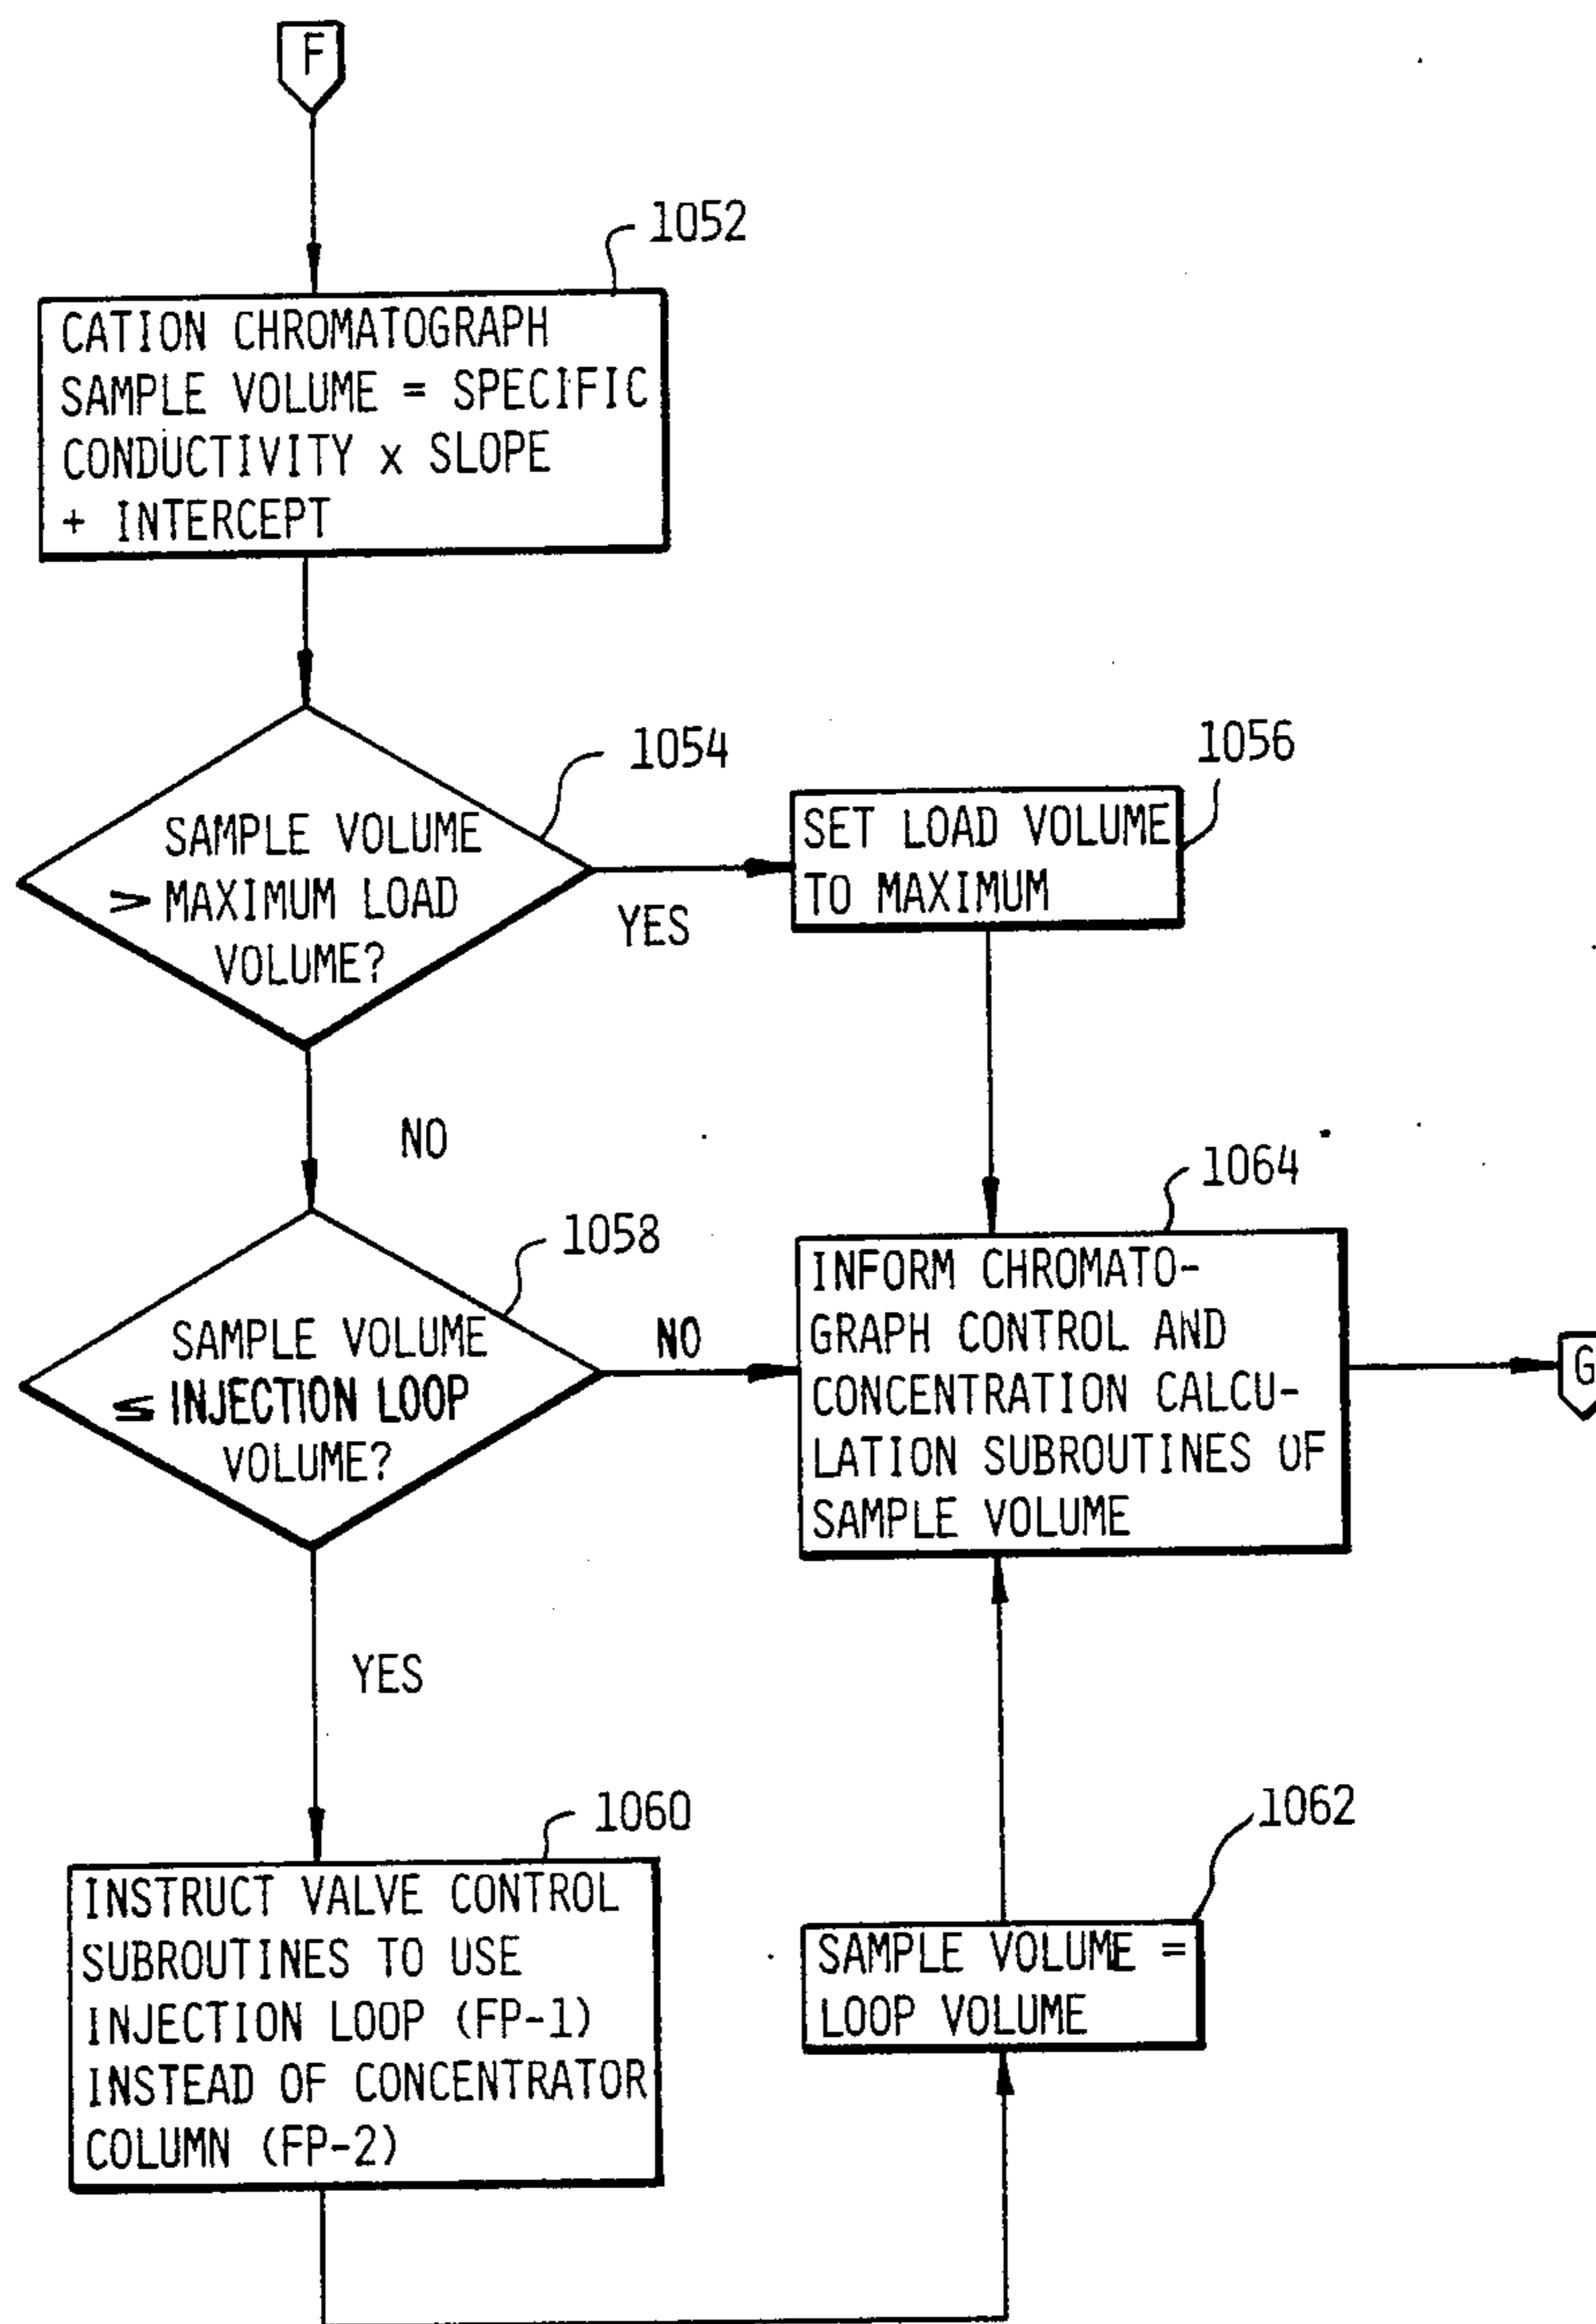 F
1052
CATION CHROMATOGRAPH
SAMPLE VOLUME = SPECIFIC
CONDUCTIVITY x SLOPE
+ INTERCEPT
1054
SAMPLE VOLUME
> MAXIMUM LOAD
VOLUME?
YES
1056
SET LOAD VOLUME
TO MAXIMUM
NO
1058
SAMPLE VOLUME
≤ INJECTION LOOP
VOLUME?
NO
1064
INFORM CHROMATO-
GRAPH CONTROL AND
CONCENTRATION CALCU-
LATION SUBROUTINES OF
SAMPLE VOLUME
G
YES
1060
INSTRUCT VALVE CONTROL
SUBROUTINES TO USE
INJECTION LOOP (FP-1)
INSTEAD OF CONCENTRATOR
COLUMN (FP-2)
1062
SAMPLE VOLUME =
LOOP VOLUME